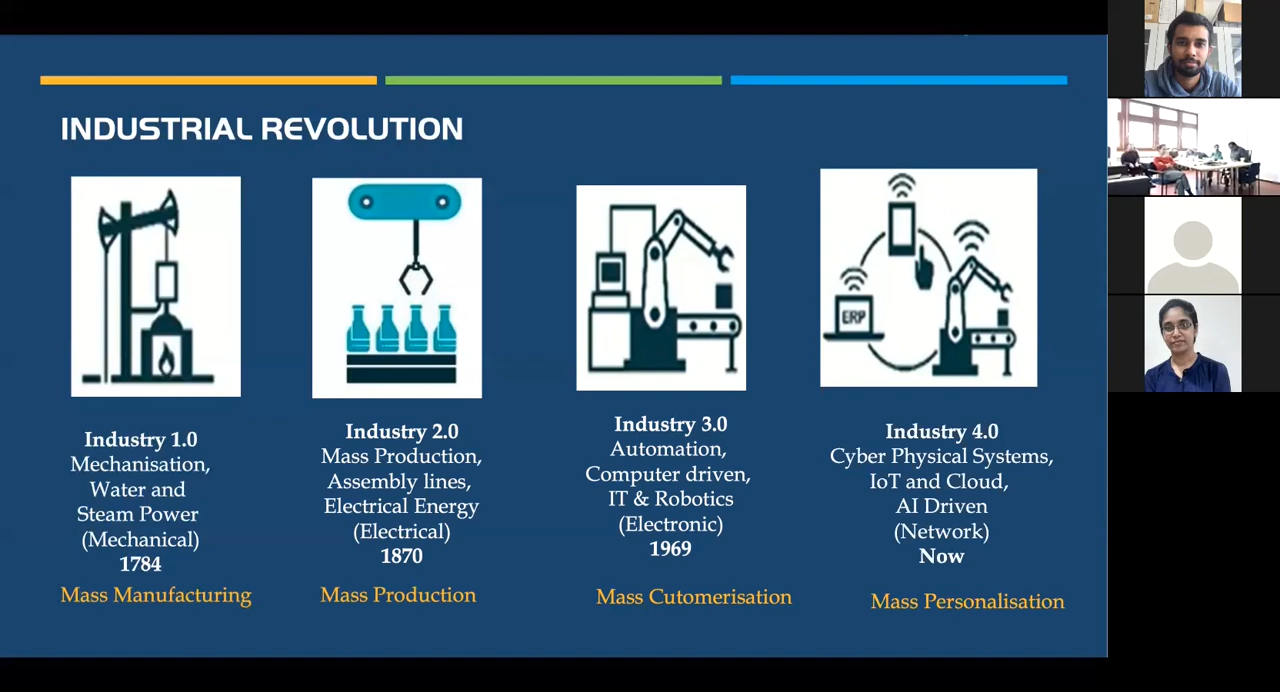 INDUSTRIAL REVOLUTION
ERP
Industry 1.0
Mechanisation,
Water and
Steam Power
(Mechanical)
1784
Mass Manufacturing
Industry 2.0
Mass Production,
Assembly lines,
Electrical Energy
(Electrical)
1870
Mass Production
Industry 3.0
Automation,
Computer driven,
IT & Robotics
(Electronic)
1969
Mass Cutomerisation
Industry 4.0
Cyber Physical Systems,
IoT and Cloud,
AI Driven
(Network)
Now
Mass Personalisation